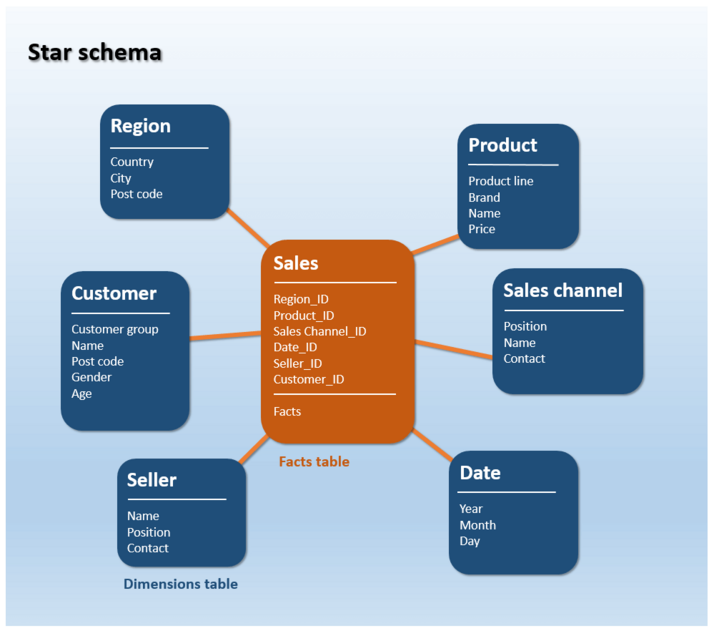 Star schema
Region
Country
City
Post code
Product
Product line
Brand
Name
Price
Sales
Region_ID
Product_ID
Sales Channel_ID
Date_ID
Seller_ID
Customer_ID
Facts
Facts table
Customer
Customer group
Name
Post code
Gender
Age
Sales channel
Position
Name
Contact
Seller
Name
Position
Contact
Dimensions table
Date
Year
Month
Day